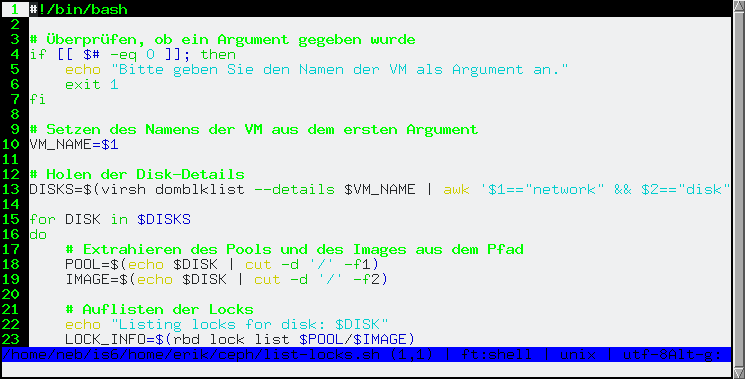 1 #!/bin/bash
2
3 # Überprüfen, ob ein Argument gegeben wurde
4 if [[ $# -eq 0 ]]; then
5 echo "Bitte geben Sie den Namen der VM als Argument an."
6 exit 1
7 fi
8
9 # Setzen des Namens der VM aus dem ersten Argument
10 VM_NAME=$1
11
12 # Holen der Disk-Details
13 DISKS=$(virsh domblklist --details $VM_NAME | awk '$1=="network" && $2=="disk"
14
15 for DISK in $DISKS
16 do
17 # Extrahieren des Pools und des Images aus dem Pfad
18 POOL=$(echo $DISK | cut -d '/' -f1)
19 IMAGE=$(echo $DISK | cut -d '/' -f2)
20
21 # Auflisten der Locks
22 echo "Listing locks for disk: $DISK"
23 LOCK_INFO=$(rbd lock list $POOL/$IMAGE)
(1,1) | ft:shell | unix |